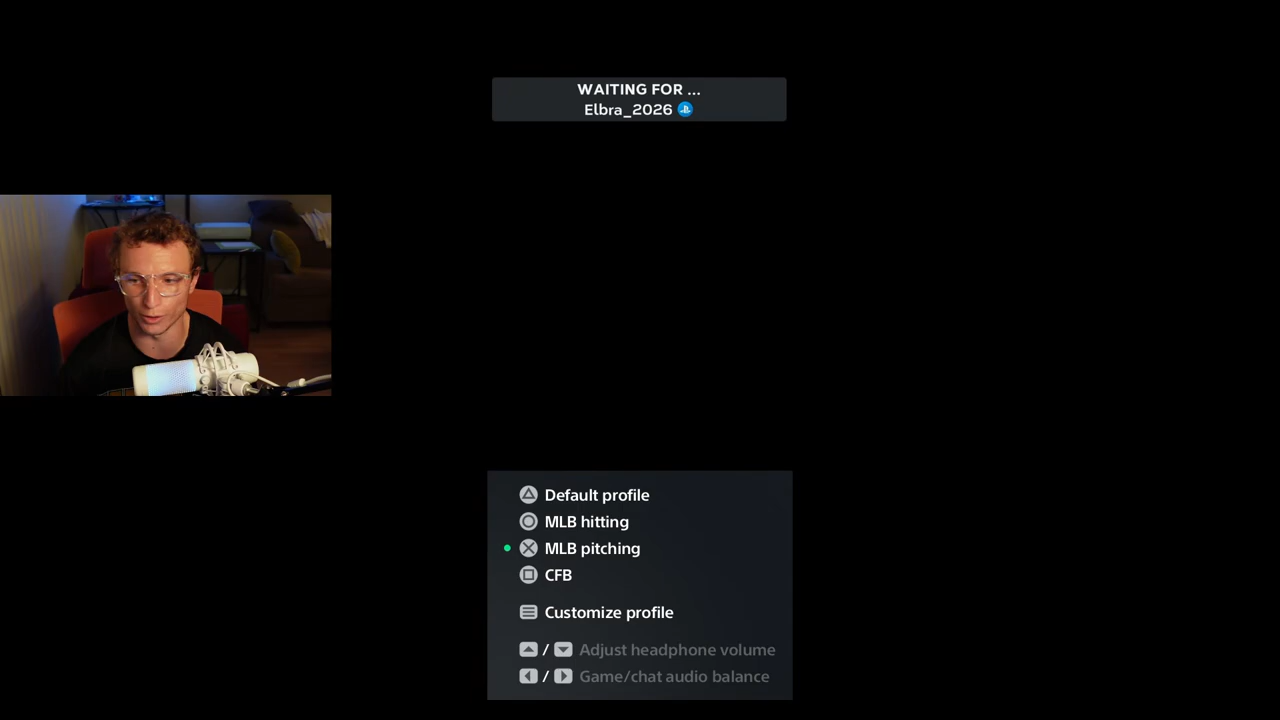 WAITING FOR ...
Elbra_2026
Default profile
MLB hitting
MLB pitching
CFB
Customize profile
/ Adjust headphone volume
/ Game/chat audio balance